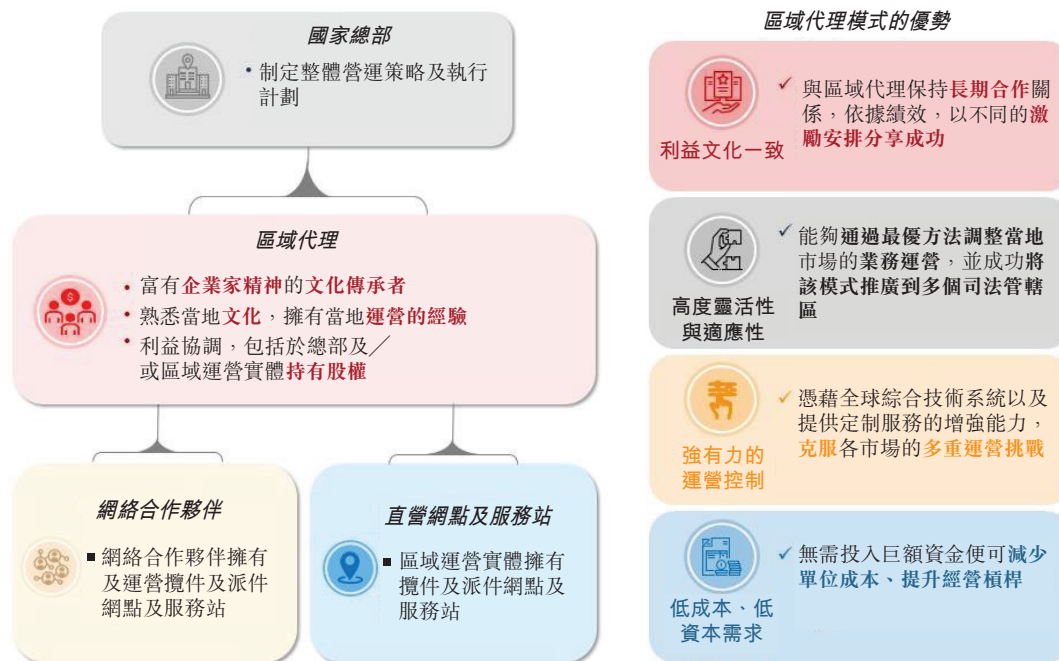 國家總部
• 制定整體營運策略及執行
計劃
區域代理
• 富有企業家精神的文化傳承者
• 熟悉當地文化，擁有當地運營的經驗
• 利益協調，包括於總部及／
或區域運營實體持有股權
網絡合作夥伴
■ 網絡合作夥伴擁有
及運營攬件及派件
網點及服務站
直營網點及服務站
■ 區域運營實體擁有
攬件及派件網點及
服務站
區域代理模式的優勢
利益文化一致
✓ 與區域代理保持長期合作關
係，依據績效，以不同的激
勵安排分享成功
高度靈活性
與適應性
✓ 能夠通過最優方法調整當地
市場的業務運營，並成功將
該模式推廣到多個司法管轄
區
強有力的
運營控制
✓ 憑藉全球綜合技術系統以及
提供定制服務的增強能力，
克服各市場的多重運營挑戰
低成本、低
資本需求
✓ 無需投入巨額資金便可減少
單位成本、提升經營槓桿